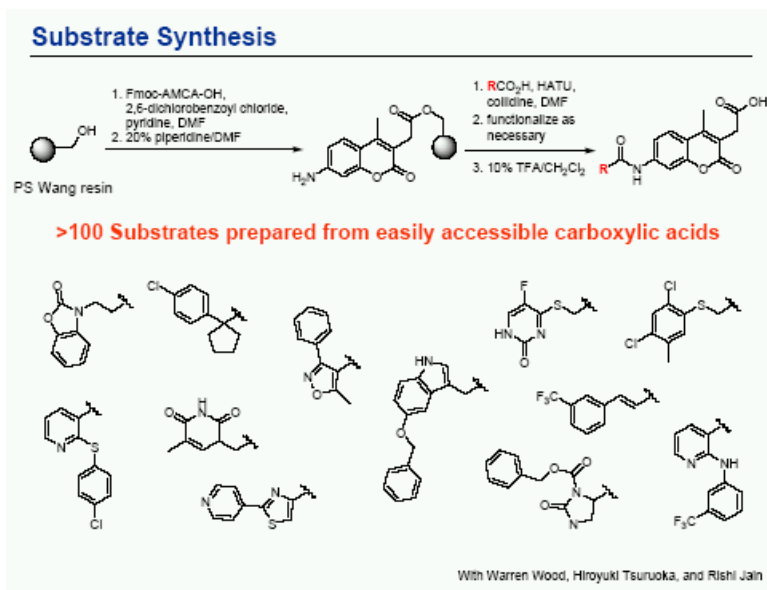 Substrate Synthesis
1. Fmoc-AMCA-OH,
2,6-dichlorobenzoyl chloride,
pyridine, DMF
2. 20% piperidine/DMF
OH
PS Wang resin
O
O
H₂N
O
O
1. RCO₂H, HATU,
collidine, DMF
2. functionalize as
necessary
3. 10% TFA/CH₂Cl₂
O
OH
O
R
N
H
O
O
>100 Substrates prepared from easily accessible carboxylic acids
O
O
N
Cl
N
O
F
S
HN
N
O
Cl
S
Cl
N
S
Cl
H
N
O
O
N
N
S
HN
O
F₃C
O
O
N
O
N
N
NH
F₃C
With Warren Wood, Hiroyuki Tsuruoka, and Rishi Jain